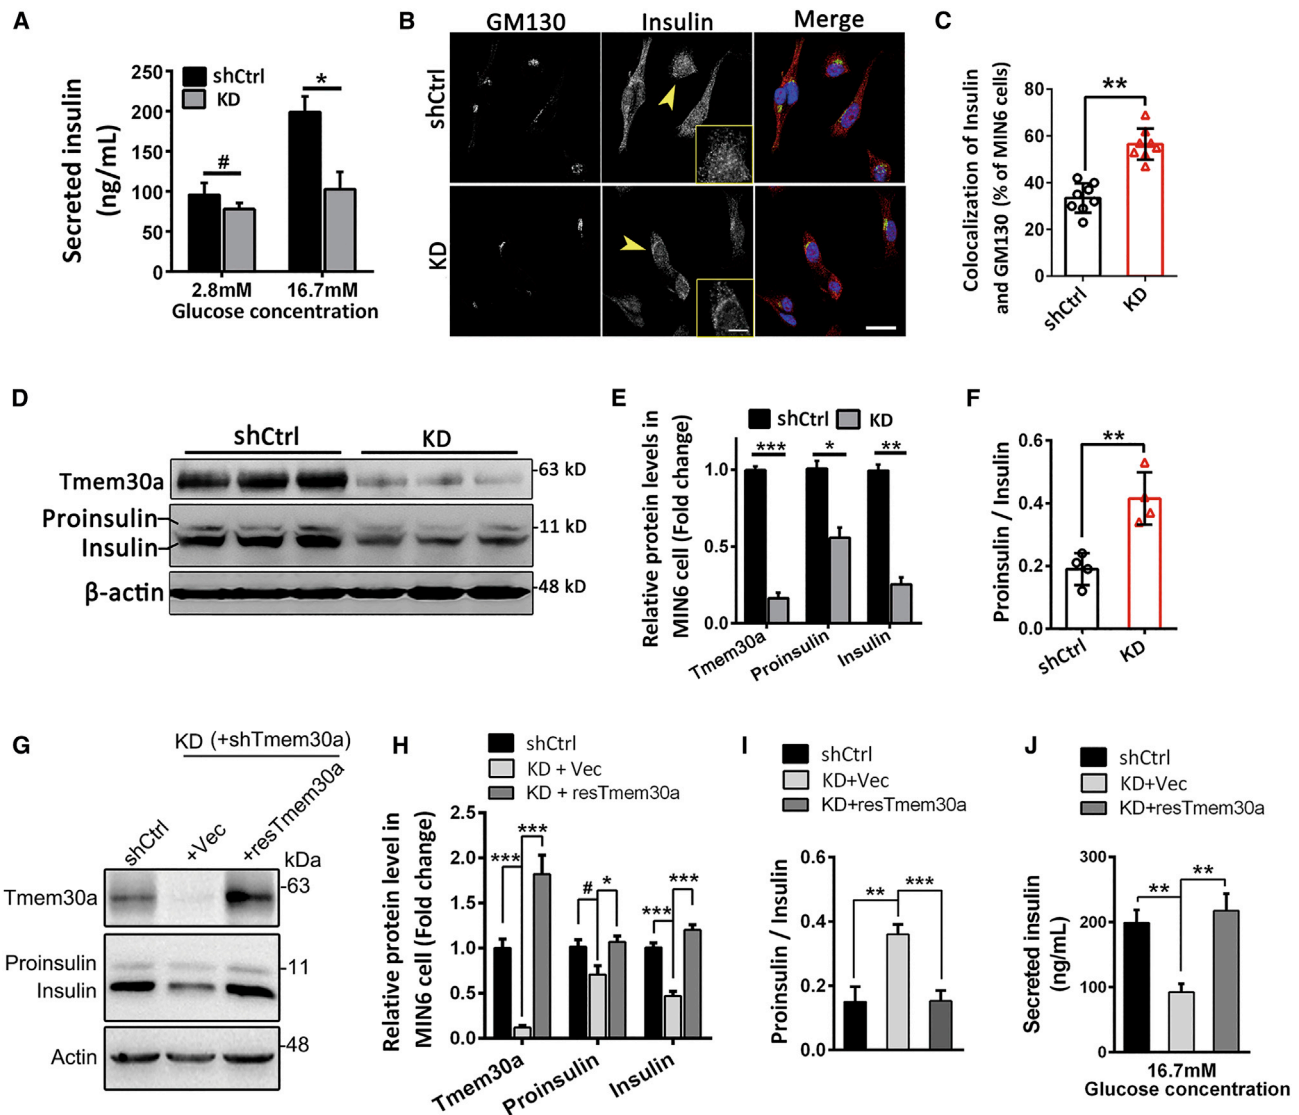 A
Secreted insulin
(ng/mL)
250
200
150
100
50
0
shCtrl
KD
#
*
2.8mM
16.7mM
Glucose concentration
B
GM130
Insulin
Merge
shCtrl
KD
C
Colocalization of Insulin
and GM130 (% of MIN6 cells)
80
60
40
20
0
**
shCtrl
KD
D
shCtrl
KD
Tmem30a
Proinsulin
Insulin
β-actin
63 kD
11 kD
48 kD
E
Relative protein levels in
MIN6 cell (Fold change)
shCtrl
KD
1.0
0.5
0.0
***
*
**
Tmem30a
Proinsulin
Insulin
F
Proinsulin / Insulin
0.6
0.4
0.2
0.0
**
shCtrl
KD
G
KD (+shTmem30a)
shCtrl
+Vec
+resTmem30a
kDa
Tmem30a
63
Proinsulin
Insulin
11
Actin
48
H
shCtrl
KD + Vec
KD + resTmem30a
Relative protein level in
MIN6 cell (Fold change)
2.5
2.0
1.5
1.0
0.5
0.0
***
***
#
*
***
***
Tmem30a
Proinsulin
Insulin
I
shCtrl
KD+Vec
KD+resTmem30a
Proinsulin / Insulin
0.6
0.4
0.2
0.0
**
***
J
shCtrl
KD+Vec
KD+resTmem30a
Secreted insulin
(ng/mL)
300
200
100
0
**
**
16.7mM
Glucose concentration